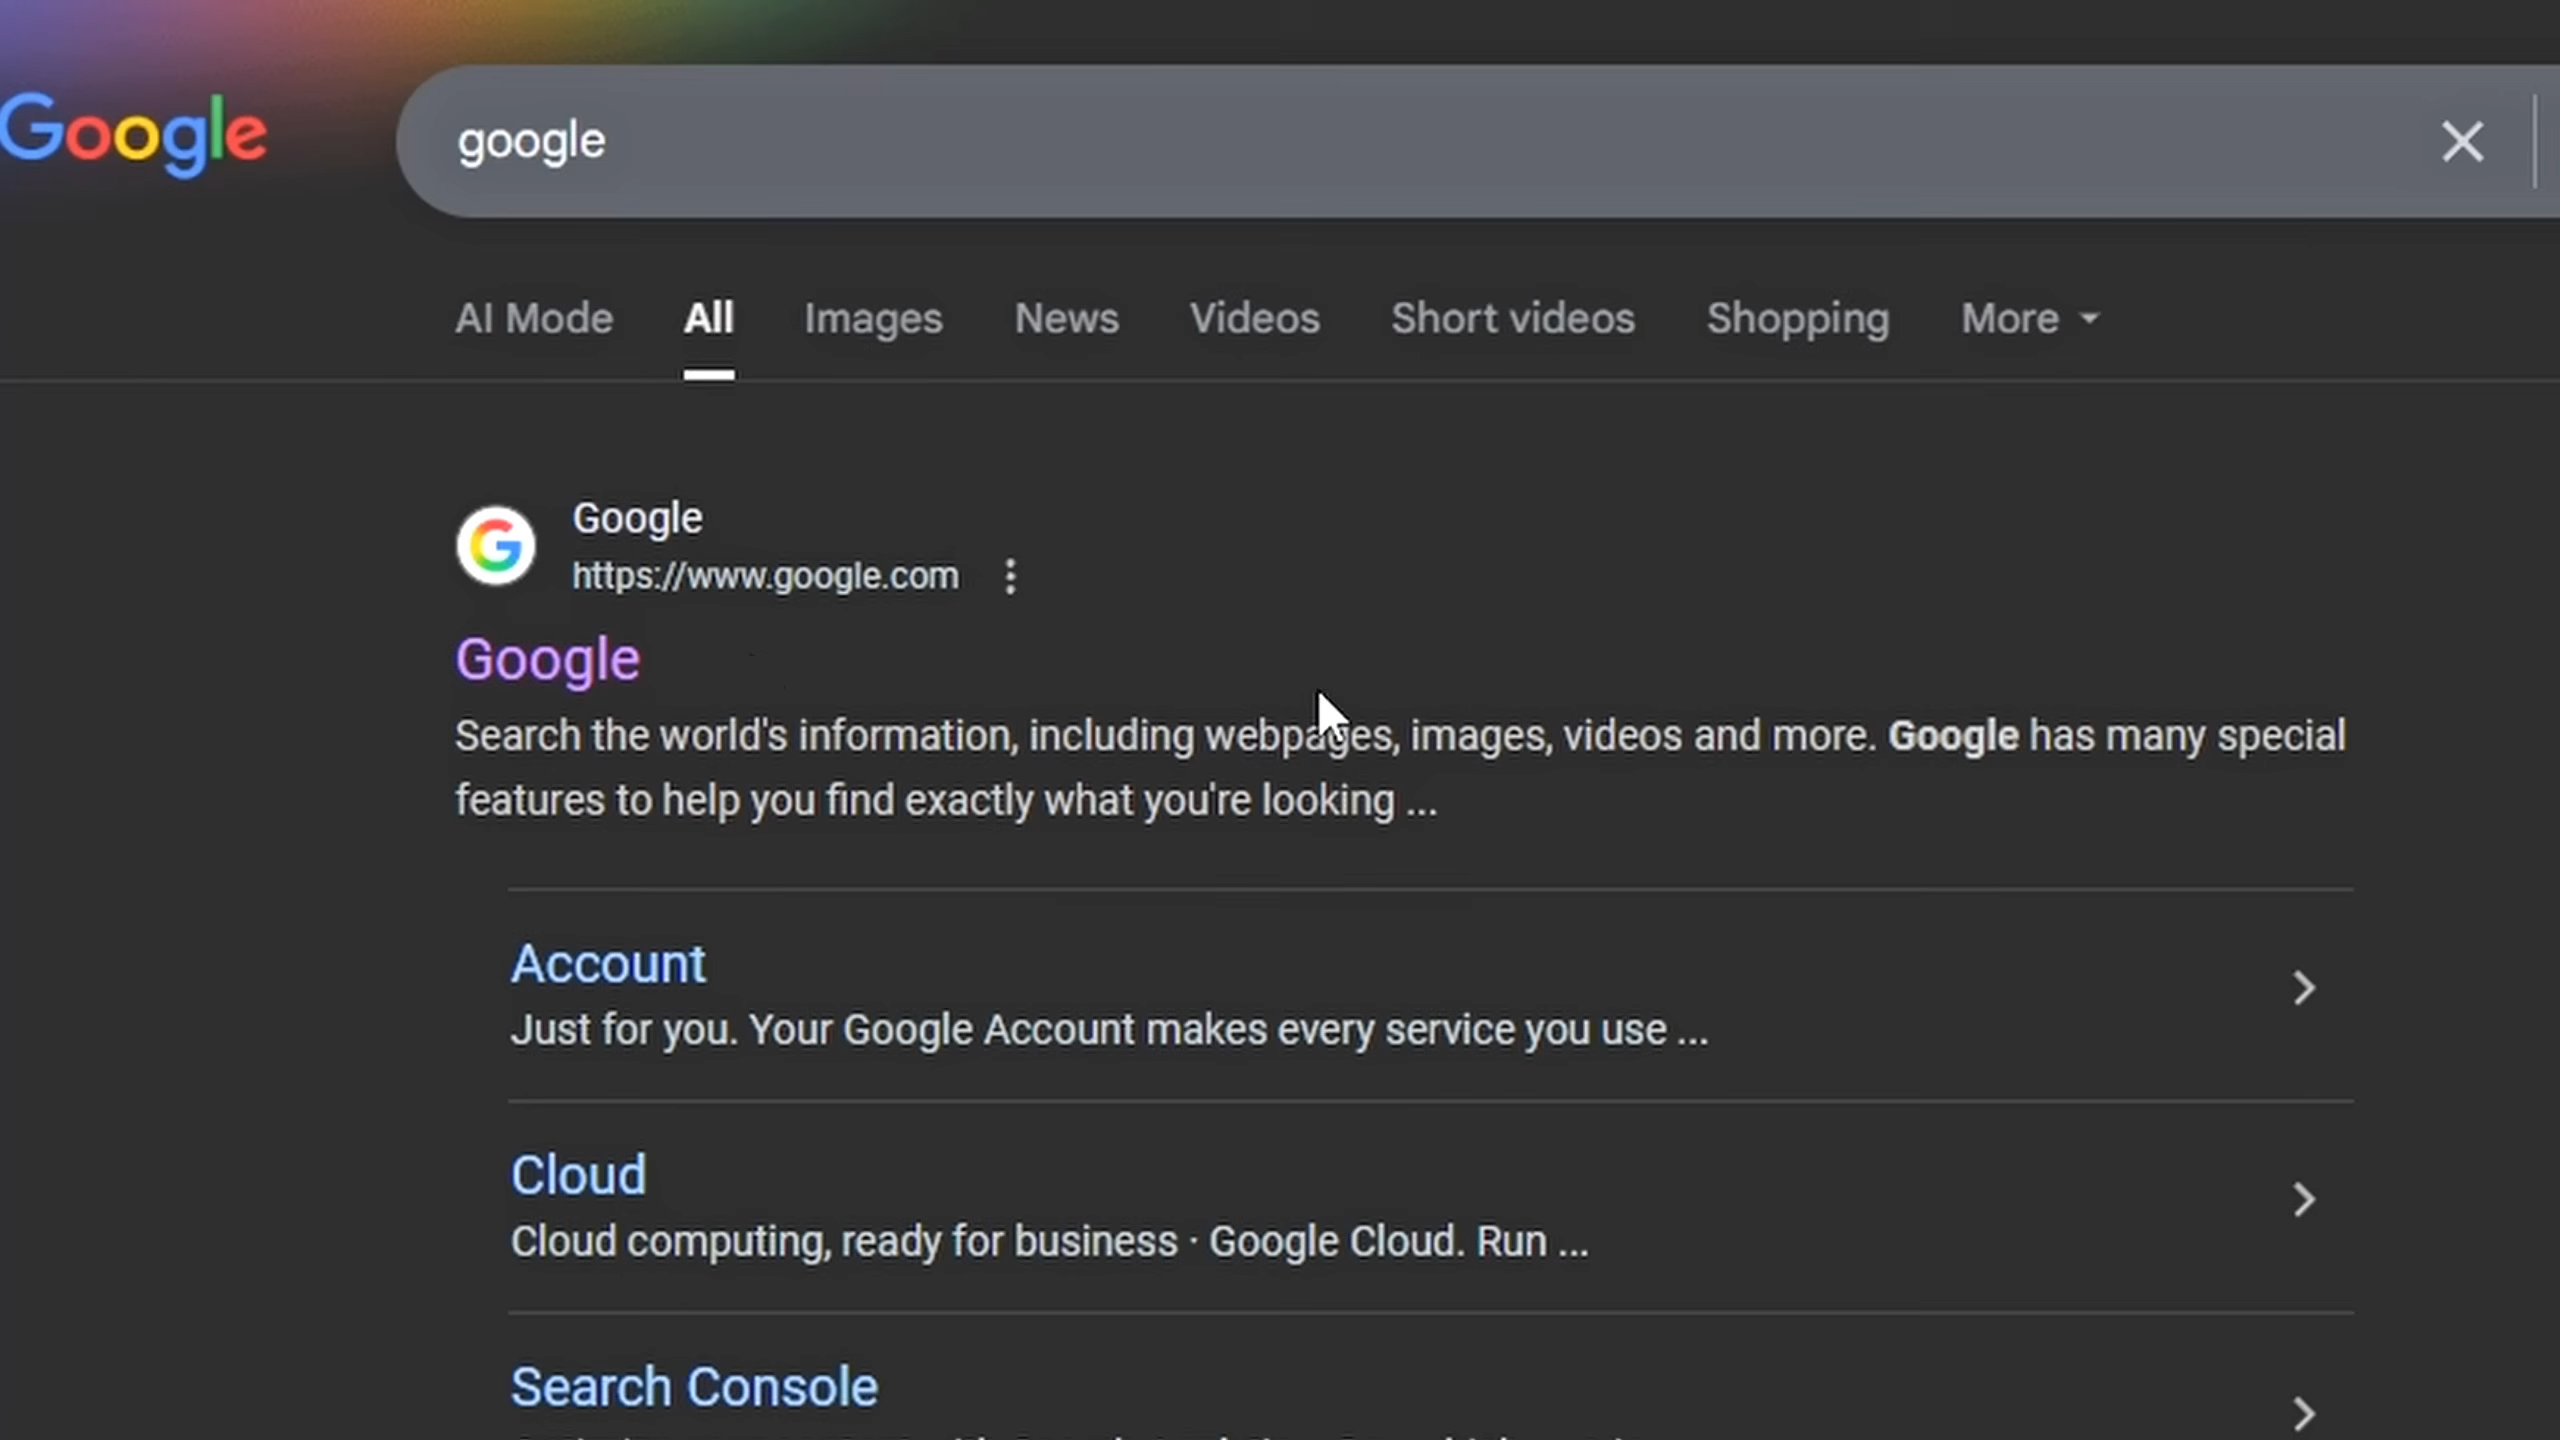 Google
google
AI Mode
All
Images
News
Videos
Short videos
Shopping
More
Google
https://www.google.com
Google
Search the world's information, including webpages, images, videos and more. Google has many special
features to help you find exactly what you're looking ...
Account
Just for you. Your Google Account makes every service you use ...
Cloud
Cloud computing, ready for business · Google Cloud. Run ...
Search Console